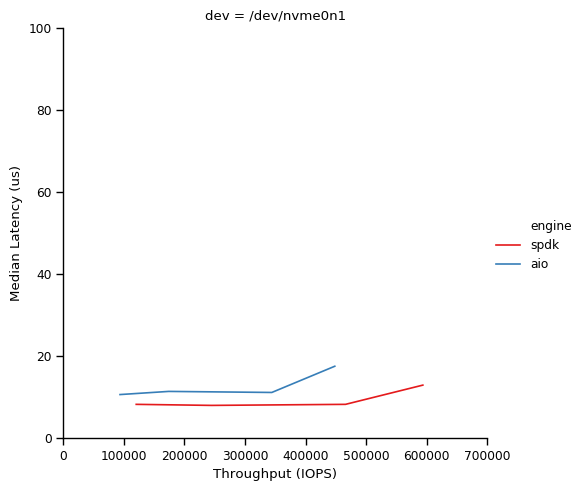 dev = /dev/nvme0n1
100
80
60
40
20
0
Median Latency (us)
0 100000 200000 300000 400000 500000 600000 700000
Throughput (IOPS)
engine
spdk
aio